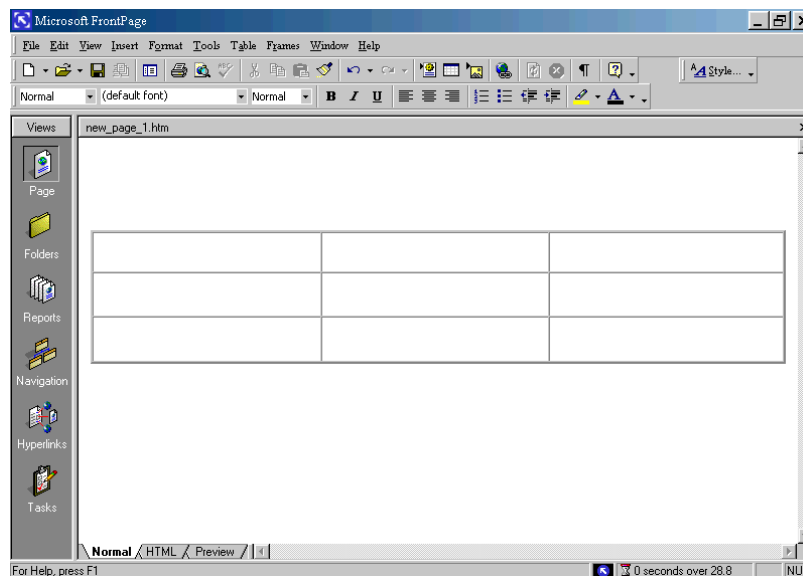 Microsoft FrontPage
File Edit View Insert Format Tools Table Frames Window Help
Style...
Normal (default font) Normal B I U A
Views new_page_1.htm
Page
Folders
Reports
Navigation
Hyperlinks
Tasks
Normal HTML Preview
For Help, press F1 0 seconds over 28.8 NU